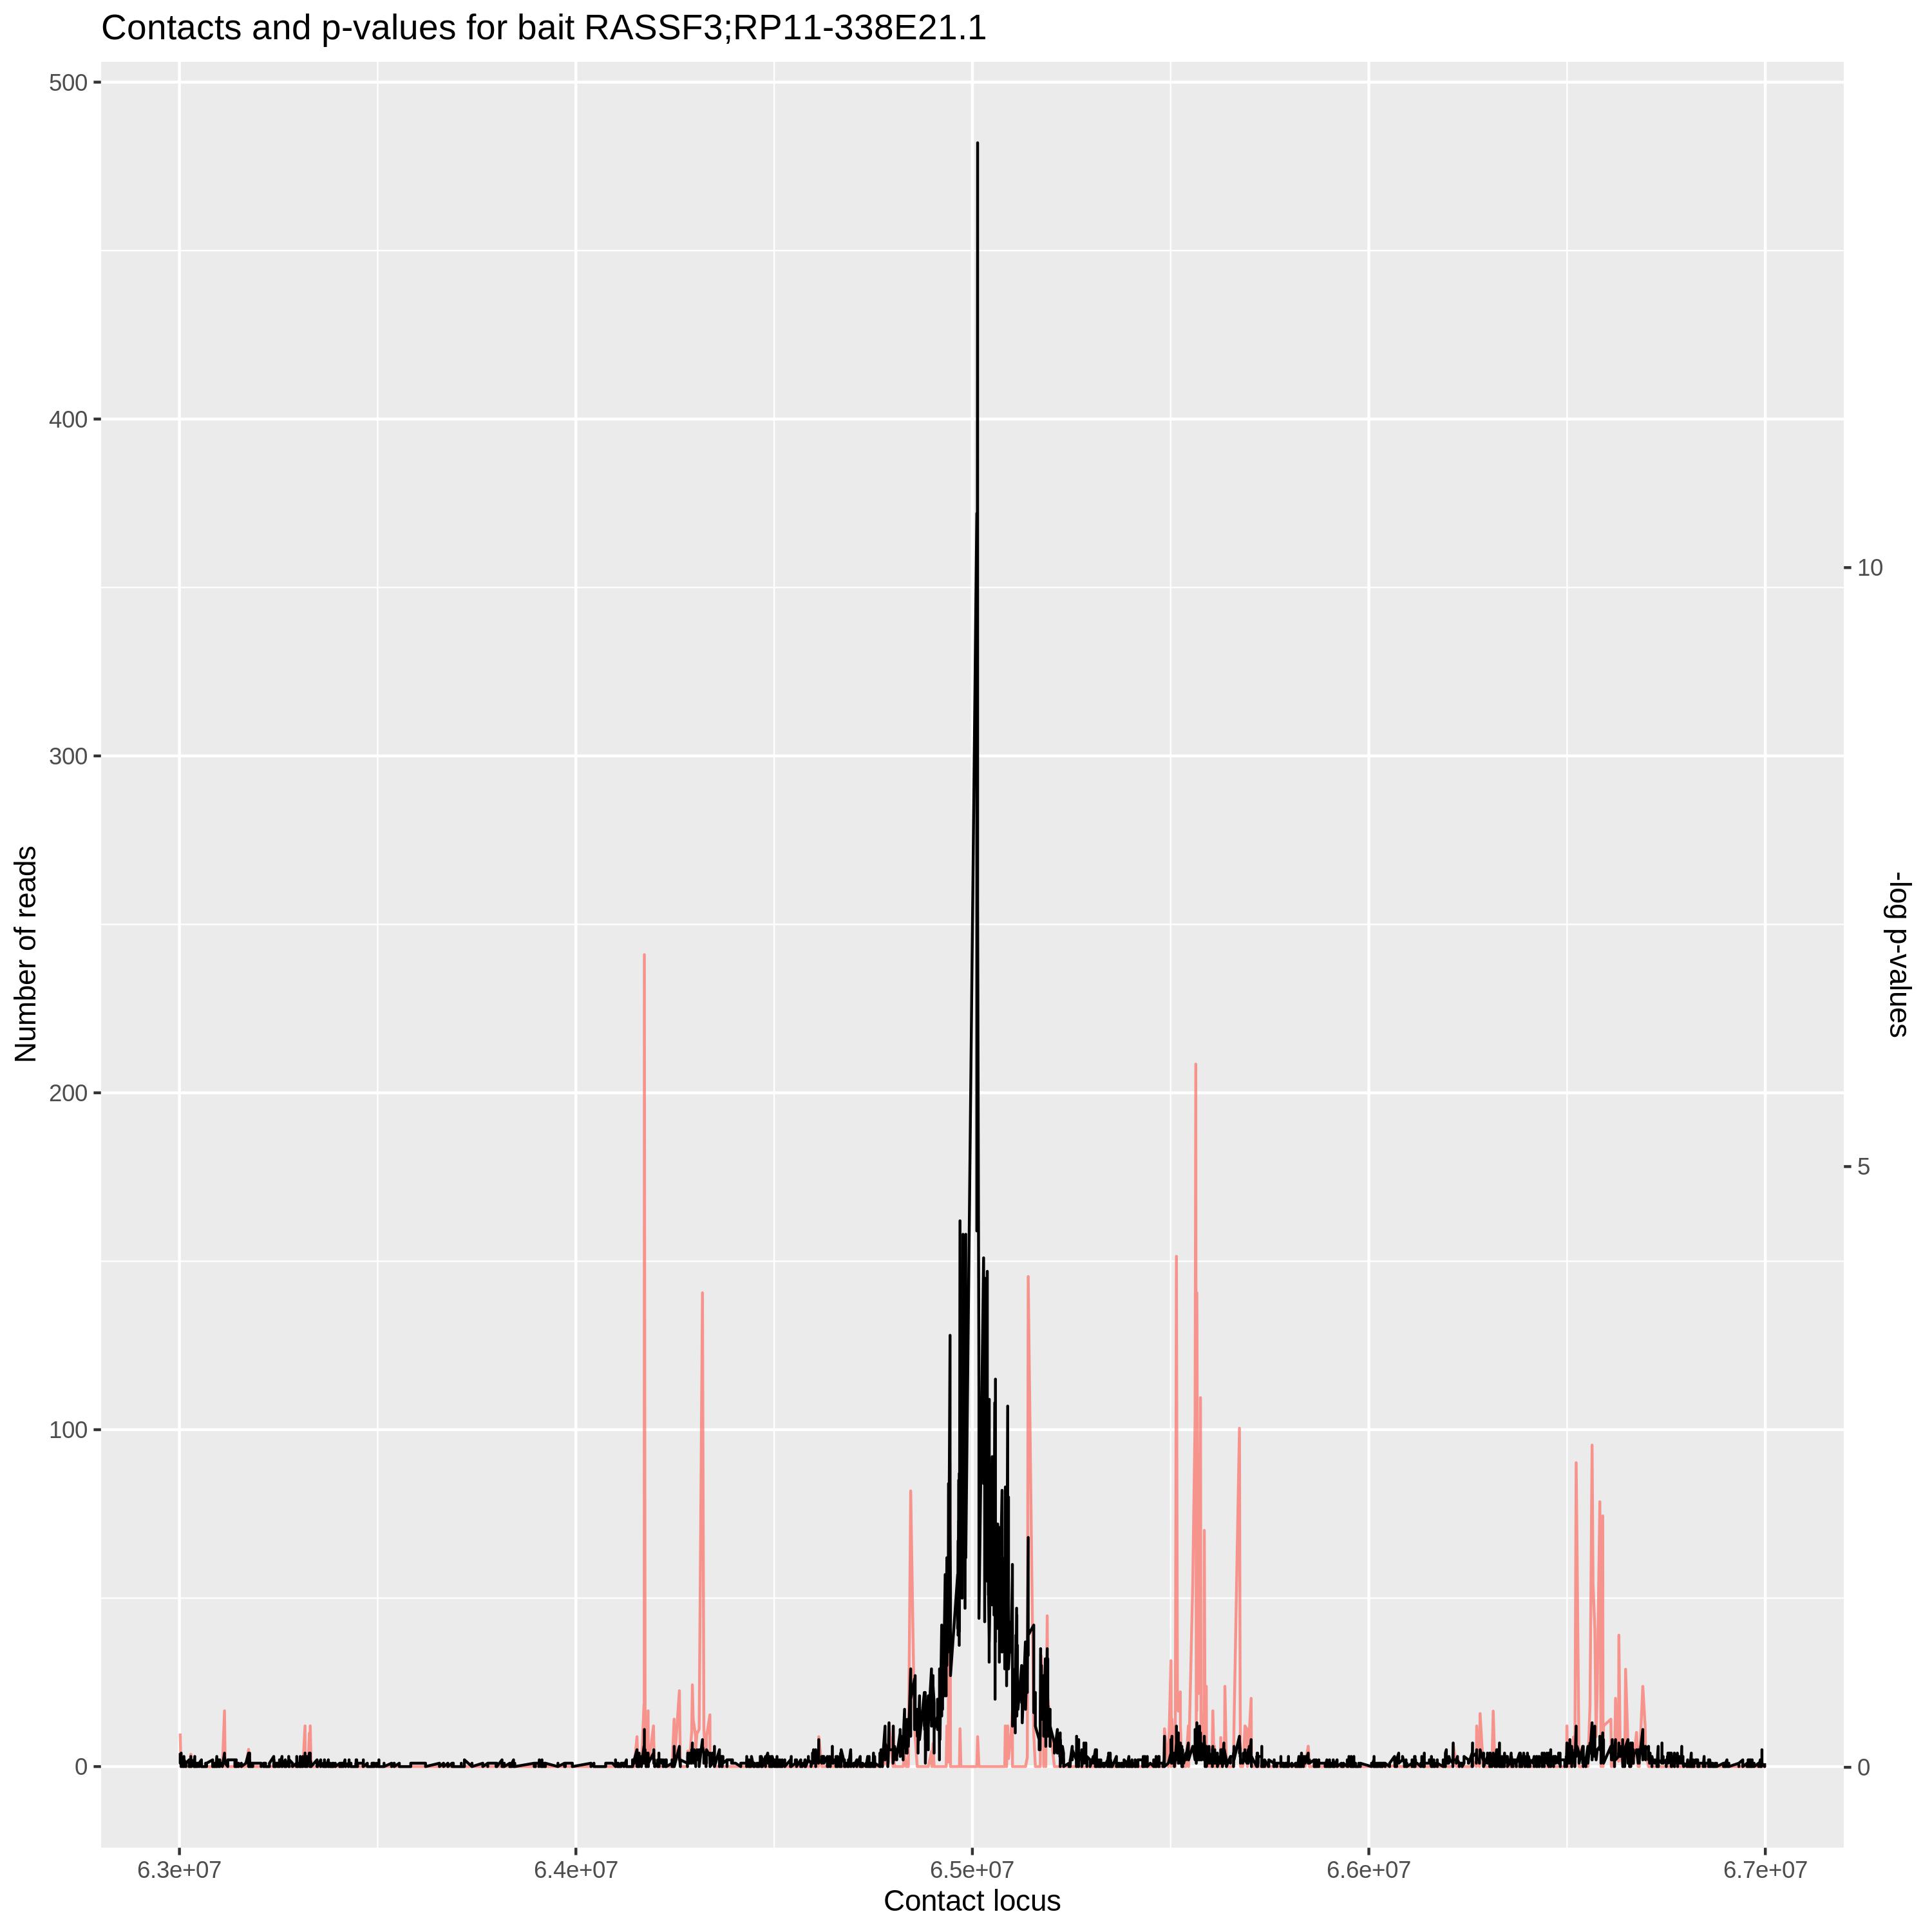 Contacts and p-values for bait RASSF3;RP11-338E21.1
500
400
300
200
100
0
Number of reads
10
5
0
-log p-values
6.3e+07 6.4e+07 6.5e+07 6.6e+07 6.7e+07
Contact locus